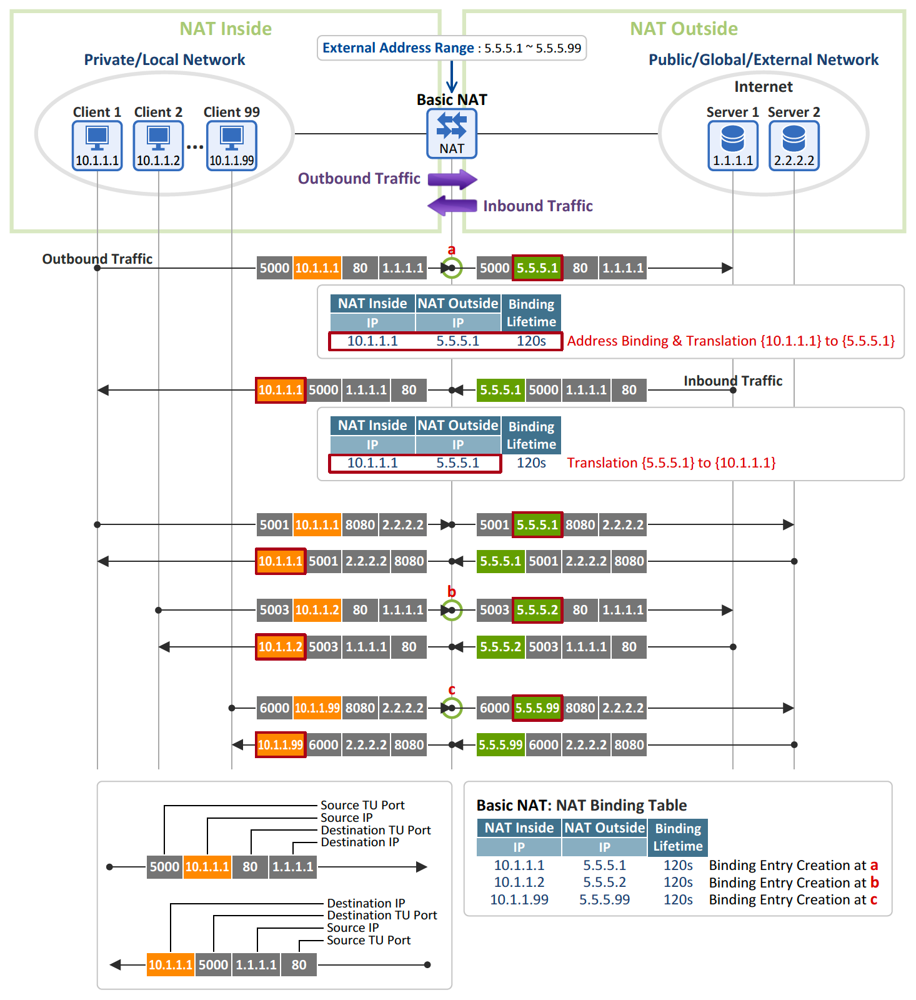 NAT Inside
NAT Outside
External Address Range : 5.5.5.1 ~ 5.5.5.99
Private/Local Network
Public/Global/External Network
Internet
Basic NAT
Client 1 Client 2 Client 99
Server 1 Server 2
10.1.1.1 10.1.1.2 ... 10.1.1.99
NAT
1.1.1.1 2.2.2.2
Outbound Traffic
Inbound Traffic
a
Outbound Traffic
5000 10.1.1.1 80 1.1.1.1 5000 5.5.5.1 80 1.1.1.1
NAT Inside NAT Outside Binding Lifetime
IP IP
10.1.1.1 5.5.5.1 120s Address Binding & Translation {10.1.1.1} to {5.5.5.1}
Inbound Traffic
10.1.1.1 5000 1.1.1.1 80 5.5.5.1 5000 1.1.1.1 80
NAT Inside NAT Outside Binding Lifetime
IP IP
10.1.1.1 5.5.5.1 120s Translation {5.5.5.1} to {10.1.1.1}
5001 10.1.1.1 8080 2.2.2.2 5001 5.5.5.1 8080 2.2.2.2
10.1.1.1 5001 2.2.2.2 8080 5.5.5.1 5001 2.2.2.2 8080
b
5003 10.1.1.2 80 1.1.1.1 5003 5.5.5.2 80 1.1.1.1
10.1.1.2 5003 1.1.1.1 80 5.5.5.2 5003 1.1.1.1 80
c
6000 10.1.1.99 8080 2.2.2.2 6000 5.5.5.99 8080 2.2.2.2
10.1.1.99 6000 2.2.2.2 8080 5.5.5.99 6000 2.2.2.2 8080
Source TU Port
Source IP
Destination TU Port
Destination IP
5000 10.1.1.1 80 1.1.1.1
Destination IP
Destination TU Port
Source IP
Source TU Port
10.1.1.1 5000 1.1.1.1 80
Basic NAT: NAT Binding Table
NAT Inside NAT Outside Binding Lifetime
IP IP
10.1.1.1 5.5.5.1 120s Binding Entry Creation at a
10.1.1.2 5.5.5.2 120s Binding Entry Creation at b
10.1.1.99 5.5.5.99 120s Binding Entry Creation at c